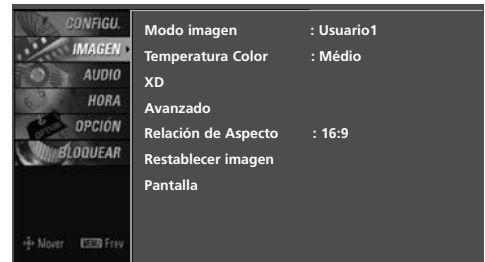 CONFIGU.
IMAGEN
AUDIO
HORA
OPCIÓN
BLOQUEAR
Mover MENU Prev
Modo imagen : Usuario1
Temperatura Color : Médio
XD
Avanzado
Relación de Aspecto : 16:9
Restablecer imagen
Pantalla